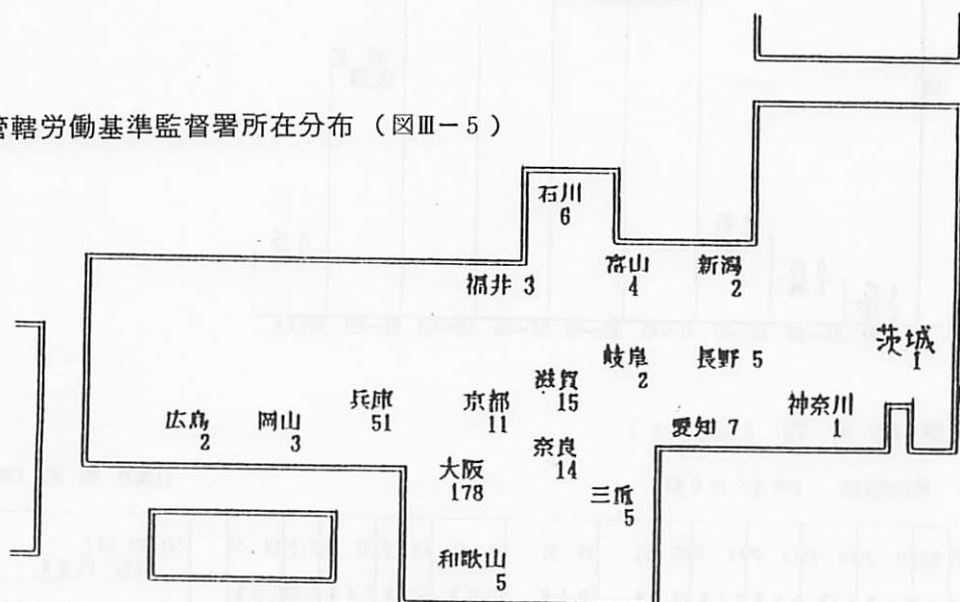 管轄労働基準監督署所在分布 (図Ⅲ－5)
石川
6
福井 3
富山
4
新潟
2
茨城
1
岐阜
2
長野 5
滋賀
15
神奈川
1
兵庫
51
京都
11
広島
2
岡山
3
愛知 7
奈良
14
大阪
178
三重
5
和歌山
5